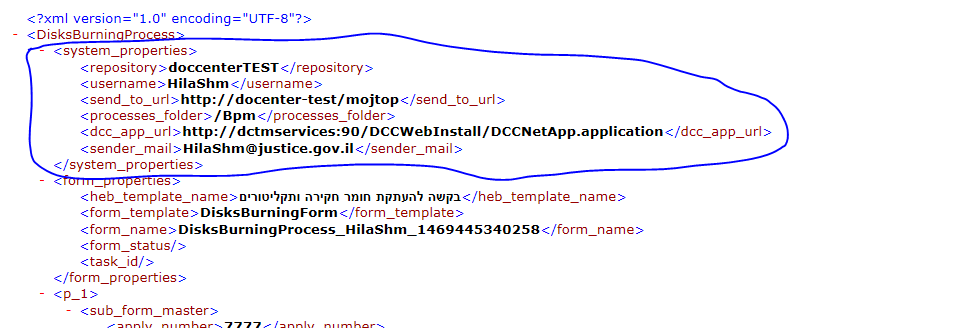 <?xml version="1.0" encoding="UTF-8"?>
- <DisksBurningProcess>
- <system_properties>
<repository>doccenterTEST</repository>
<username>HilaShm</username>
<send_to_url>http://docenter-test/mojtop</send_to_url>
<processes_folder>/Bpm</processes_folder>
<dcc_app_url>http://dctmservices:90/DCCWebInstall/DCCNetApp.application</dcc_app_url>
<sender_mail>HilaShm@justice.gov.il</sender_mail>
</system_properties>
- <form_properties>
<heb_template_name>בקשה להעתקת חומר חקירה ותקליטורים</heb_template_name>
<form_template>DisksBurningForm</form_template>
<form_name>DisksBurningProcess_HilaShm_1469445340258</form_name>
<form_status/>
<task_id/>
</form_properties>
- <p_1>
- <sub_form_master>
<apply_number>7777</apply_number>